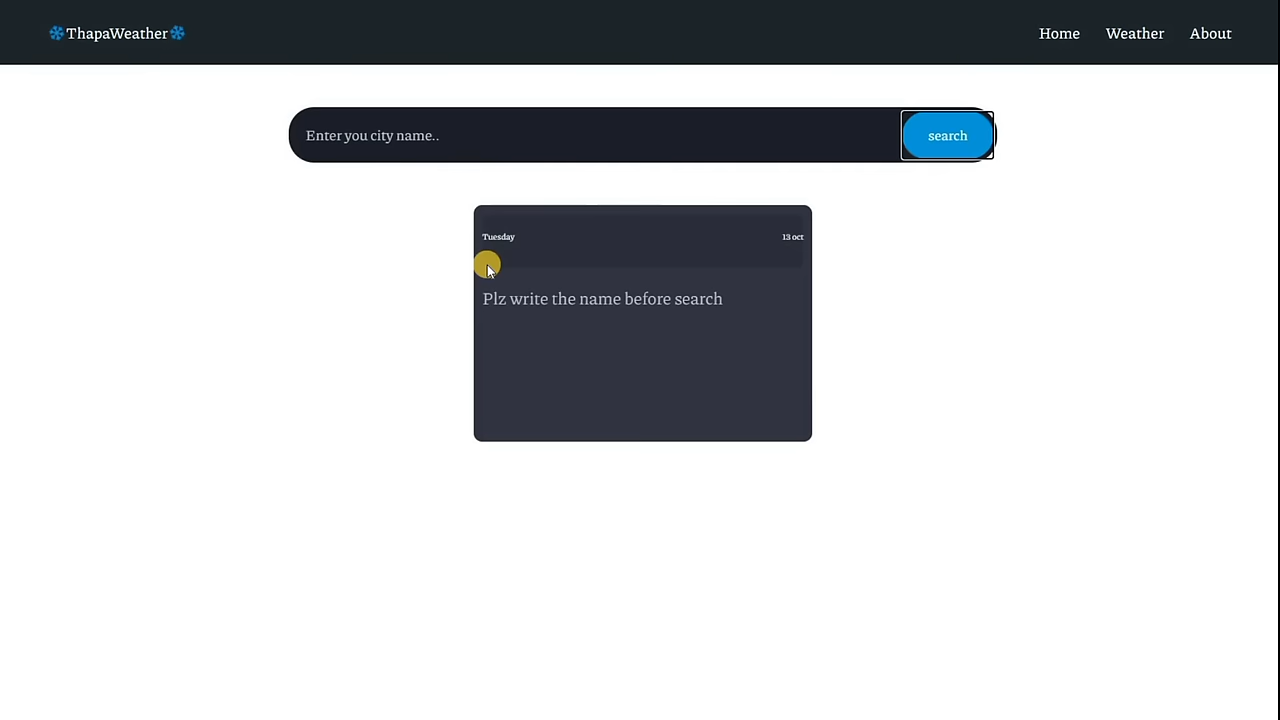 ❄ThapaWeather❄
Home Weather About
Enter you city name..
search
Tuesday 13 oct
Plz write the name before search